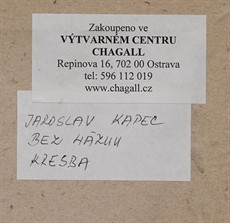 Zakoupeno ve
VÝTVARNÉM CENTRU
CHAGALL
Repinova 16, 702 00 Ostrava
tel: 596 112 019
www.chagall.cz
JAROSLAV KAPEC
BEZ NÁZVU
KRESBA